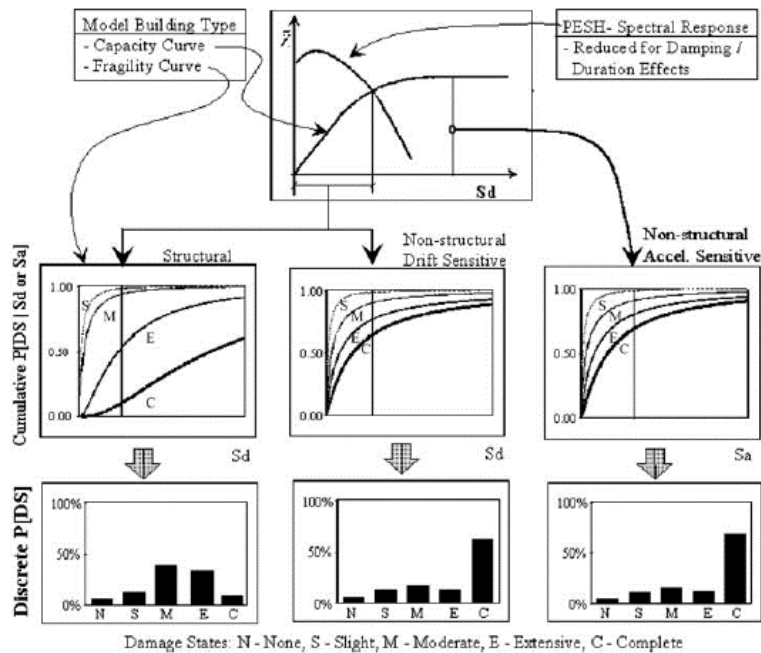 Model Building Type
- Capacity Curve
- Fragility Curve
PESH- Spectral Response
- Reduced for Damping /
Duration Effects
Sd
Structural
Non-structural
Drift Sensitive
Non-structural
Accel. Sensitive
Cumulative P[DS | Sd or Sa]
1.00
0.50
0.00
S
M
E
C
Sd
1.00
0.50
0.00
S
M
E
C
Sd
1.00
0.50
0.00
S
M
E
C
Sa
Discrete P[DS]
100%
50%
0%
N S M E C
100%
50%
0%
N S M E C
100%
50%
0%
N S M E C
Damage States: N - None, S - Slight, M - Moderate, E - Extensive, C - Complete